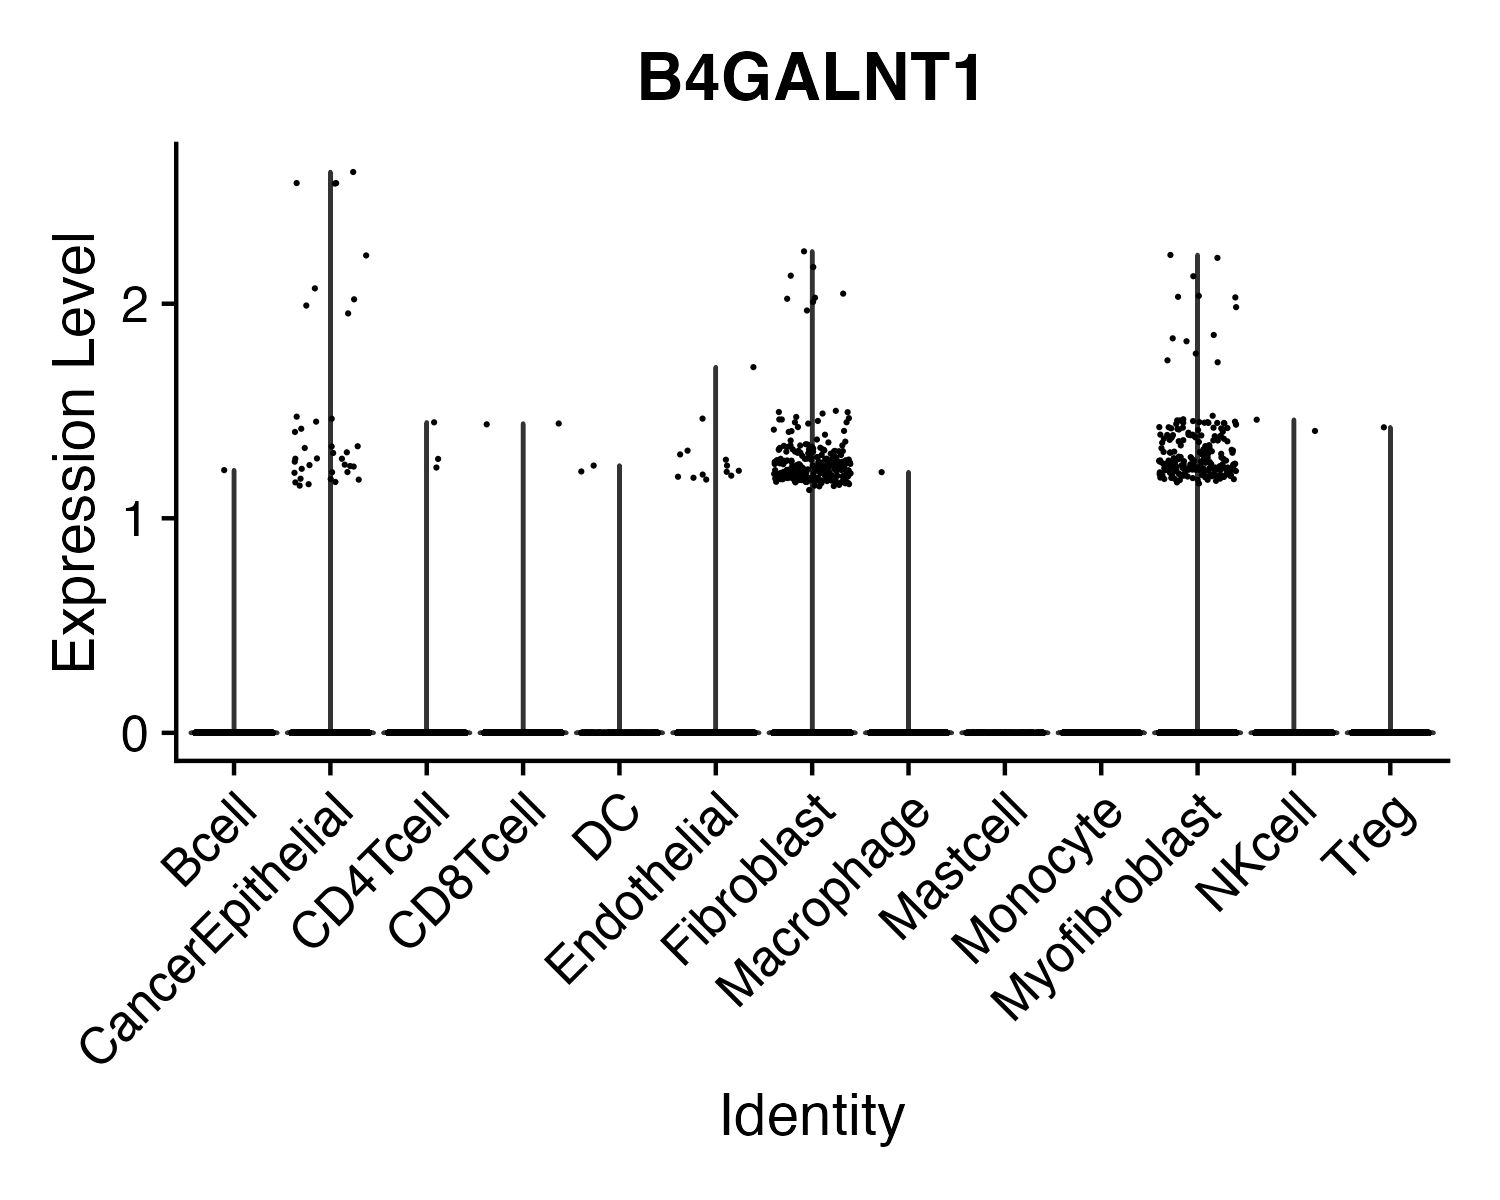 B4GALNT1
Expression Level
2
1
0
Bcell
CancerEpithelial
CD4Tcell
CD8Tcell
DC
Endothelial
Fibroblast
Macrophage
Mastcell
Monocyte
Myofibroblast
NKcell
Treg
Identity